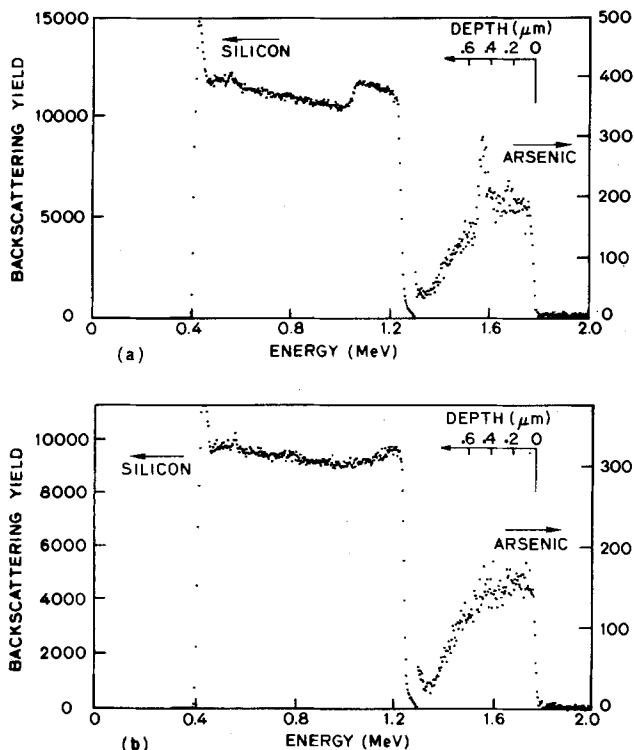 BACKSCATTERING YIELD
15000
10000
5000
0
SILICON
DEPTH (μm)
.6 .4 .2 0
ARSENIC
500
400
300
200
100
0
0 0.4 0.8 1.2 1.6 2.0
ENERGY (MeV)
(a)
BACKSCATTERING YIELD
10000
8000
6000
4000
2000
0
SILICON
DEPTH (μm)
.6 .4 .2 0
ARSENIC
300
200
100
0
0 0.4 0.8 1.2 1.6 2.0
ENERGY (MeV)
(b)